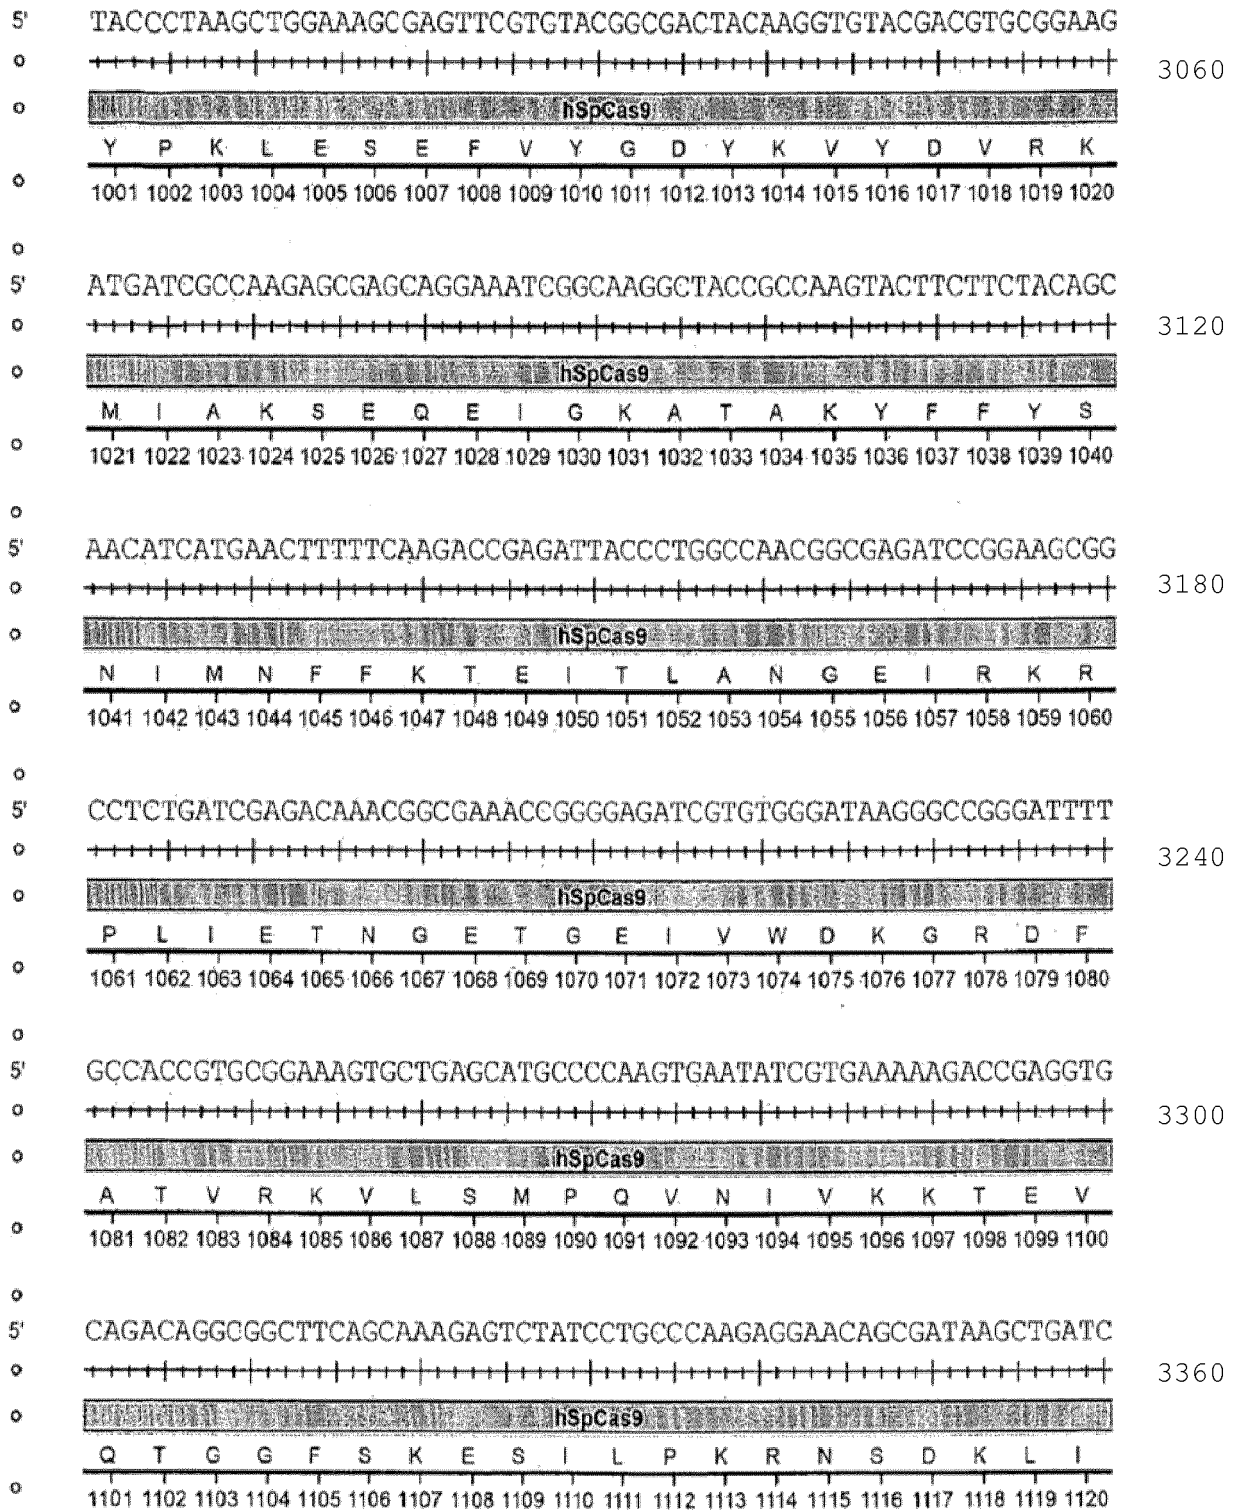 5' TACCCTAAGCTGGAAAGCGAGTTCGTGTACGGCGACTACAAGGTGTACGACGTGCGGAAG
3060
hSpCas9
Y P K L E S E F V Y G D Y K V Y D V R K
1001 1002 1003 1004 1005 1006 1007 1008 1009 1010 1011 1012 1013 1014 1015 1016 1017 1018 1019 1020
5' ATGATCGCCAAGAGCGAGCAGGAAATCGGCAAGGCTACCGCCAAGTACTTCTTCTACAGC
3120
hSpCas9
M I A K S E Q E I G K A T A K Y F F Y S
1021 1022 1023 1024 1025 1026 1027 1028 1029 1030 1031 1032 1033 1034 1035 1036 1037 1038 1039 1040
5' AACATCATGAACTTTTTCAAGACCGAGATTACCCTGGCCAACGGCGAGATCCGGAAGCGG
3180
hSpCas9
N I M N F F K T E I T L A N G E I R K R
1041 1042 1043 1044 1045 1046 1047 1048 1049 1050 1051 1052 1053 1054 1055 1056 1057 1058 1059 1060
5' CCTCTGATCGAGACAAACGGCGAAACCGGGGAGATCGTGTGGGATAAGGGCCGGGATTTT
3240
hSpCas9
P L I E T N G E T G E I V W D K G R D F
1061 1062 1063 1064 1065 1066 1067 1068 1069 1070 1071 1072 1073 1074 1075 1076 1077 1078 1079 1080
5' GCCACCGTGCGGAAAGTGCTGAGCATGCCCCAAGTGAATATCGTGAAAAAGACCGAGGTG
3300
hSpCas9
A T V R K V L S M P Q V N I V K K T E V
1081 1082 1083 1084 1085 1086 1087 1088 1089 1090 1091 1092 1093 1094 1095 1096 1097 1098 1099 1100
5' CAGACAGGCGGCTTCAGCAAAGAGTCTATCCTGCCCAAGAGGAACAGCGATAAGCTGATC
3360
hSpCas9
Q T G G F S K E S I L P K R N S D K L I
1101 1102 1103 1104 1105 1106 1107 1108 1109 1110 1111 1112 1113 1114 1115 1116 1117 1118 1119 1120